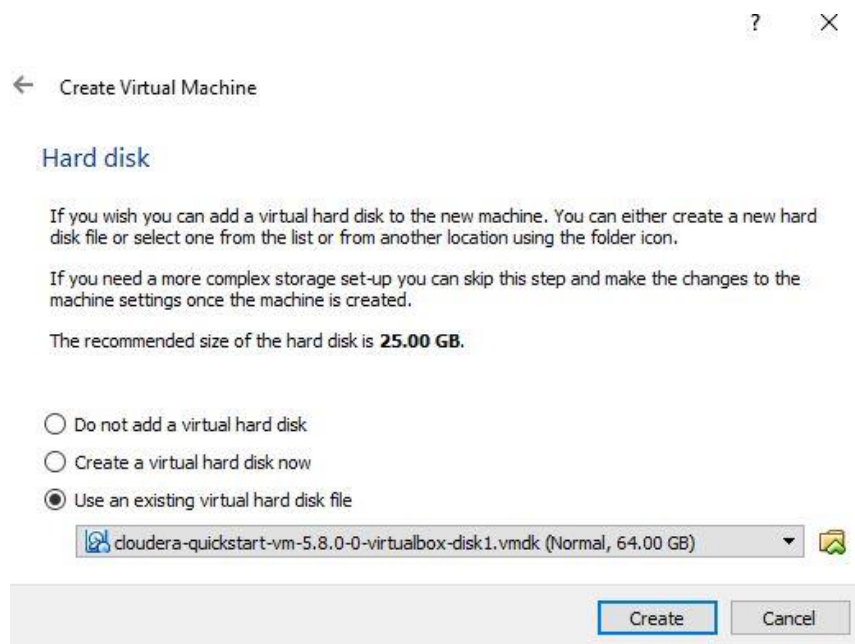 ?
Create Virtual Machine
Hard disk
If you wish you can add a virtual hard disk to the new machine. You can either create a new hard
disk file or select one from the list or from another location using the folder icon.
If you need a more complex storage set-up you can skip this step and make the changes to the
machine settings once the machine is created.
The recommended size of the hard disk is 25.00 GB.
Do not add a virtual hard disk
Create a virtual hard disk now
Use an existing virtual hard disk file
cloudera-quickstart-vm-5.8.0-0-virtualbox-disk1.vmdk (Normal, 64.00 GB)
Create Cancel